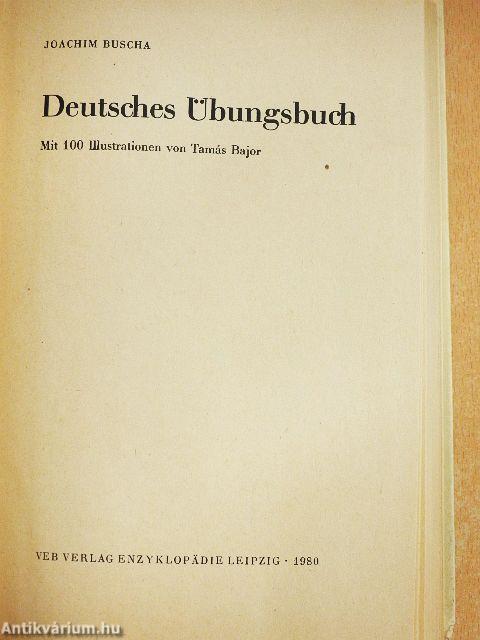 JOACHIM BUSCHA
Deutsches Übungsbuch
Mit 100 Illustrationen von Tamás Bajor
VEB VERLAG ENZYKLOPÄDIE LEIPZIG · 1980
Antikvárium.hu